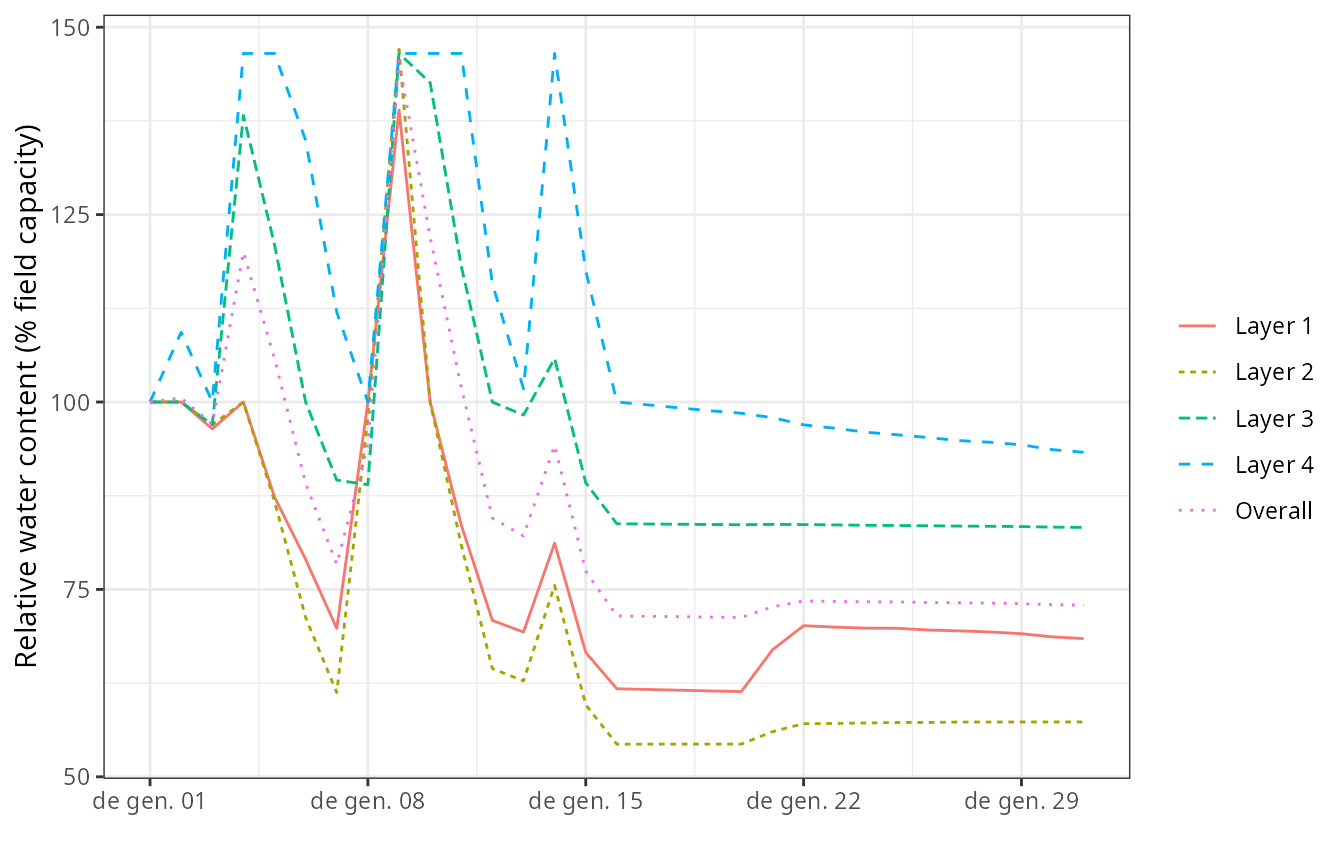 Relative water content (% field capacity)
150
125
100
75
50
de gen. 01
de gen. 08
de gen. 15
de gen. 22
de gen. 29
Layer 1
Layer 2
Layer 3
Layer 4
Overall